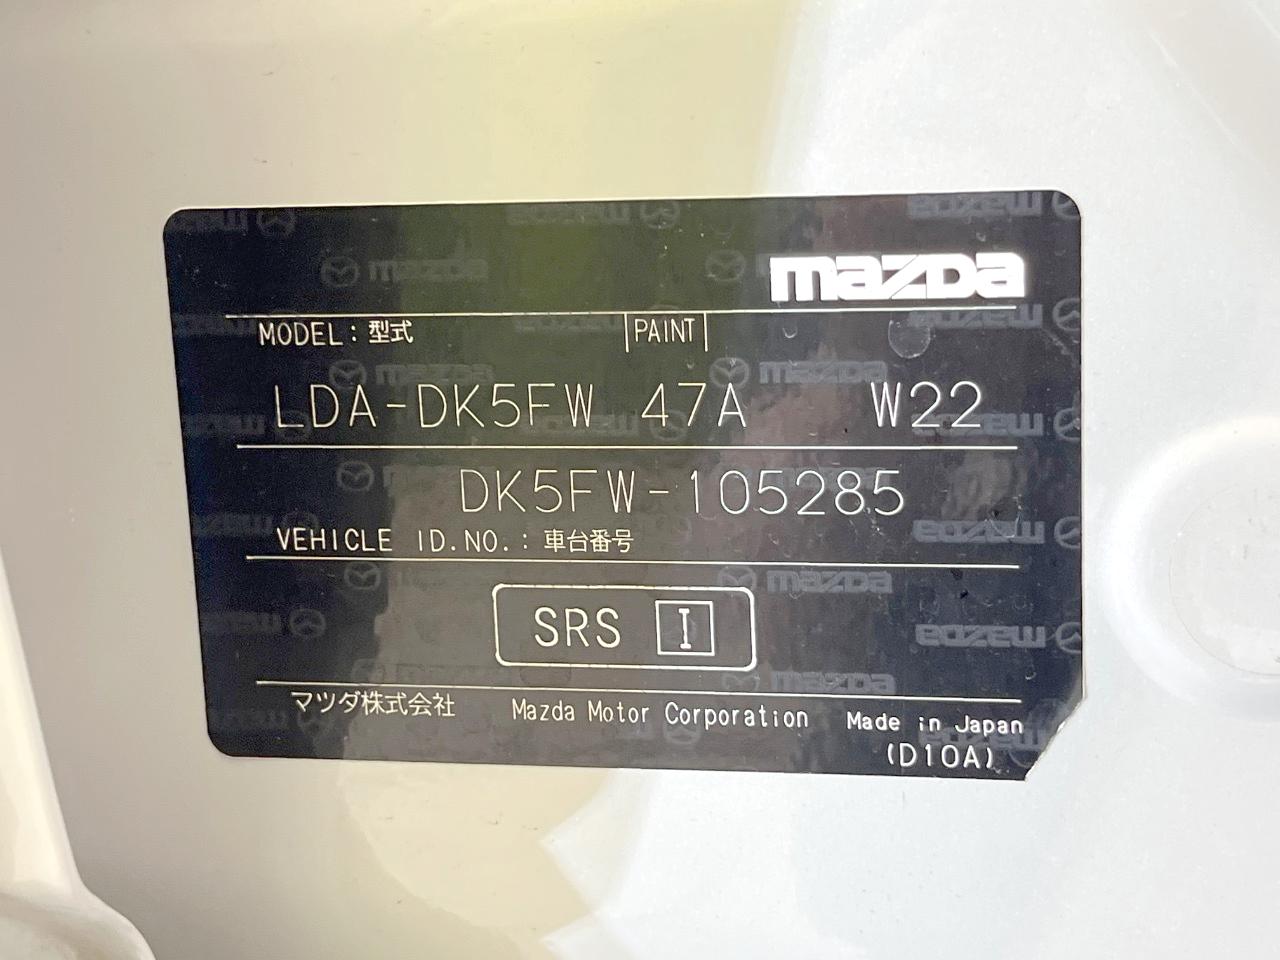 mazda
MODEL：型式 PAINT
LDA-DK5FW 47A W22
DK5FW-105285
VEHICLE ID.NO.：車台番号
SRS I
マツダ株式会社 Mazda Motor Corporation Made in Japan
(D10A)